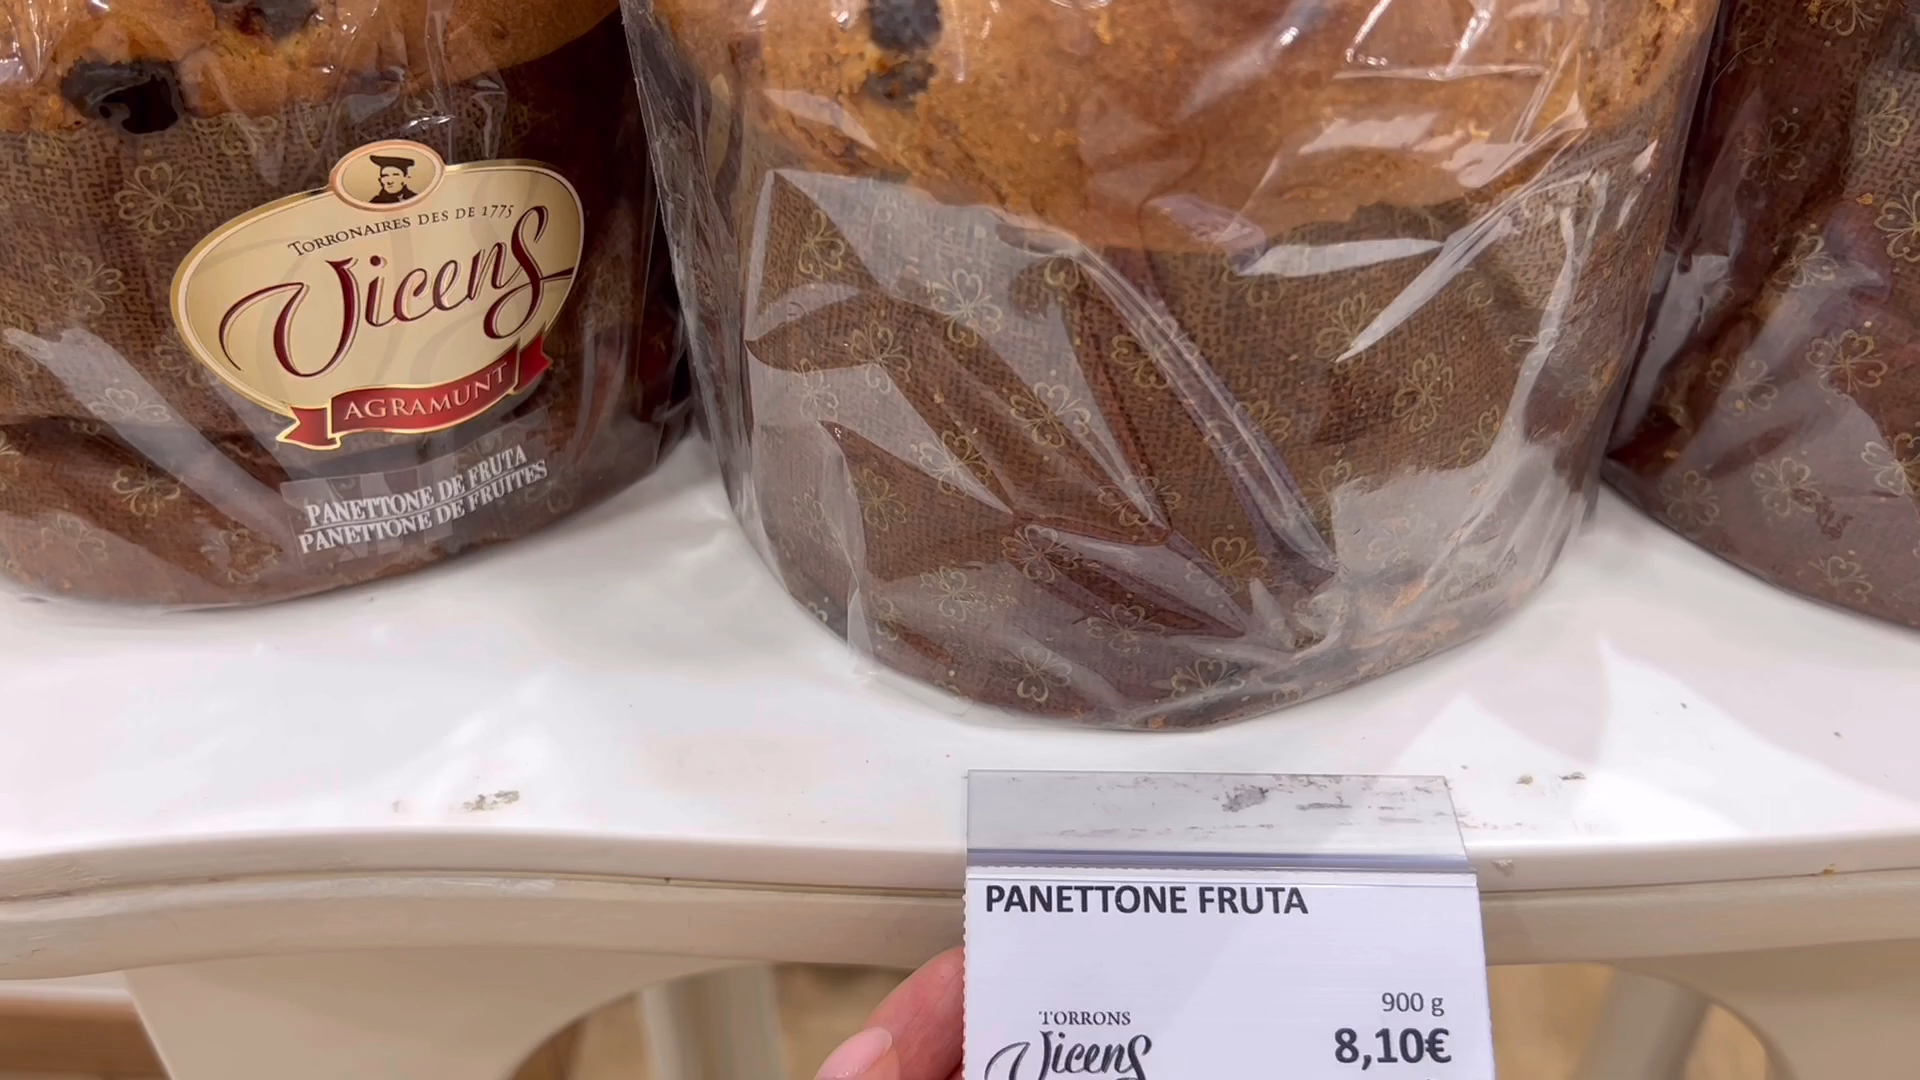 TORRONAIRES DES DE 1775
Vicens
AGRAMUNT
PANETTONE DE FRUTA
PANETTONE DE FRUITES
PANETTONE FRUTA
900 g
TORRONS
Vicens
8,10€